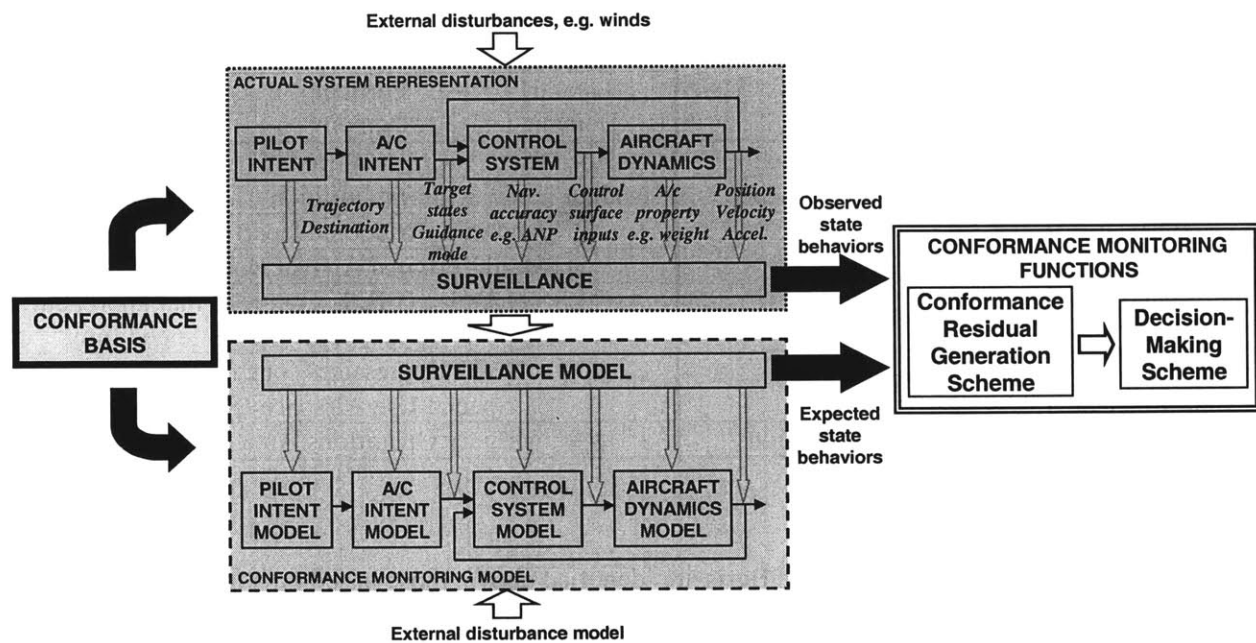 External disturbances, e.g. winds
ACTUAL SYSTEM REPRESENTATION
PILOT
INTENT
A/C
INTENT
CONTROL
SYSTEM
AIRCRAFT
DYNAMICS
Trajectory
Destination
Target
states
Guidance
mode
Nav.
accuracy
e.g. ANP
Control
surface
inputs
A/c
property
e.g. weight
Position
Velocity
Accel.
SURVEILLANCE
Observed
state
behaviors
CONFORMANCE
BASIS
CONFORMANCE MONITORING
FUNCTIONS
Conformance
Residual
Generation
Scheme
Decision-
Making
Scheme
SURVEILLANCE MODEL
Expected
state
behaviors
PILOT
INTENT
MODEL
A/C
INTENT
MODEL
CONTROL
SYSTEM
MODEL
AIRCRAFT
DYNAMICS
MODEL
CONFORMANCE MONITORING MODEL
External disturbance model